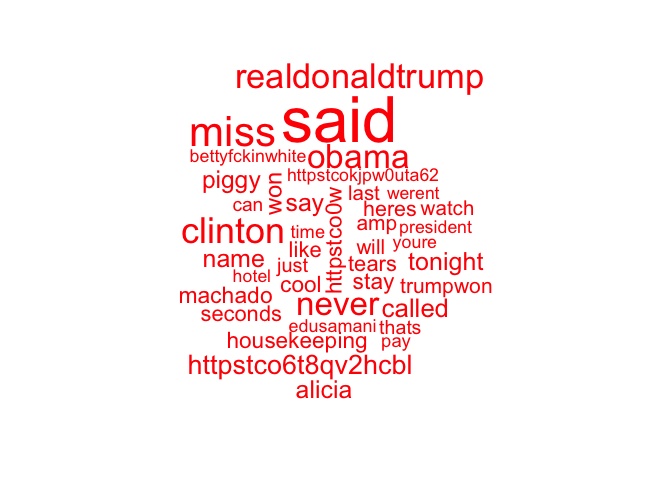 realdonaldtrump
miss said
bettyfckinwhite obama
piggy won httpstcokjpw0uta62
can say httpstco0w last werent
heres watch
clinton time amp president
name like will youre
hotel just tears tonight
machado cool stay trumpwon
seconds never called
edusamani thats
housekeeping pay
httpstco6t8qv2hcbl
alicia